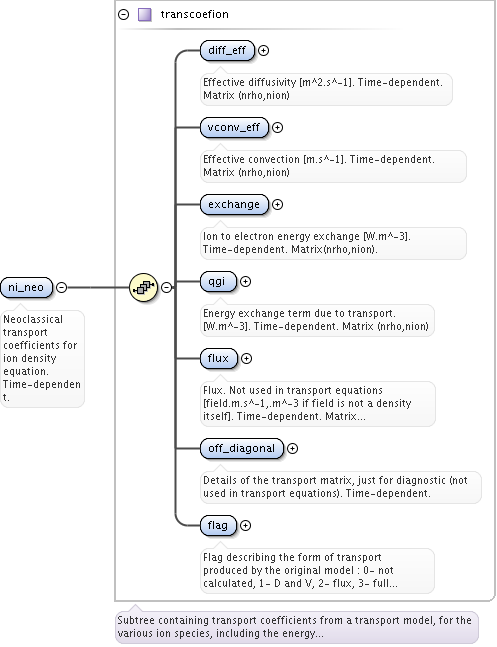 transcoefion
diff_eff
Effective diffusivity [m^2.s^-1]. Time-dependent.
Matrix (nrho,nion)
vconv_eff
Effective convection [m.s^-1]. Time-dependent.
Matrix (nrho,nion)
exchange
Ion to electron energy exchange [W.m^-3].
Time-dependent. Matrix(nrho,nion).
ni_neo
Neoclassical
transport
coefficients for
ion density
equation.
Time-dependen
t.
qgi
Energy exchange term due to transport.
[W.m^-3]. Time-dependent. Matrix (nrho,nion)
flux
Flux. Not used in transport equations
[field.m.s^-1,.m^-3 if field is not a density
itself]. Time-dependent. Matrix...
off_diagonal
Details of the transport matrix, just for diagnostic (not
used in transport equations). Time-dependent.
flag
Flag describing the form of transport
produced by the original model : 0- not
calculated, 1- D and V, 2- flux, 3- full...
Subtree containing transport coefficients from a transport model, for the
various ion species, including the energy...